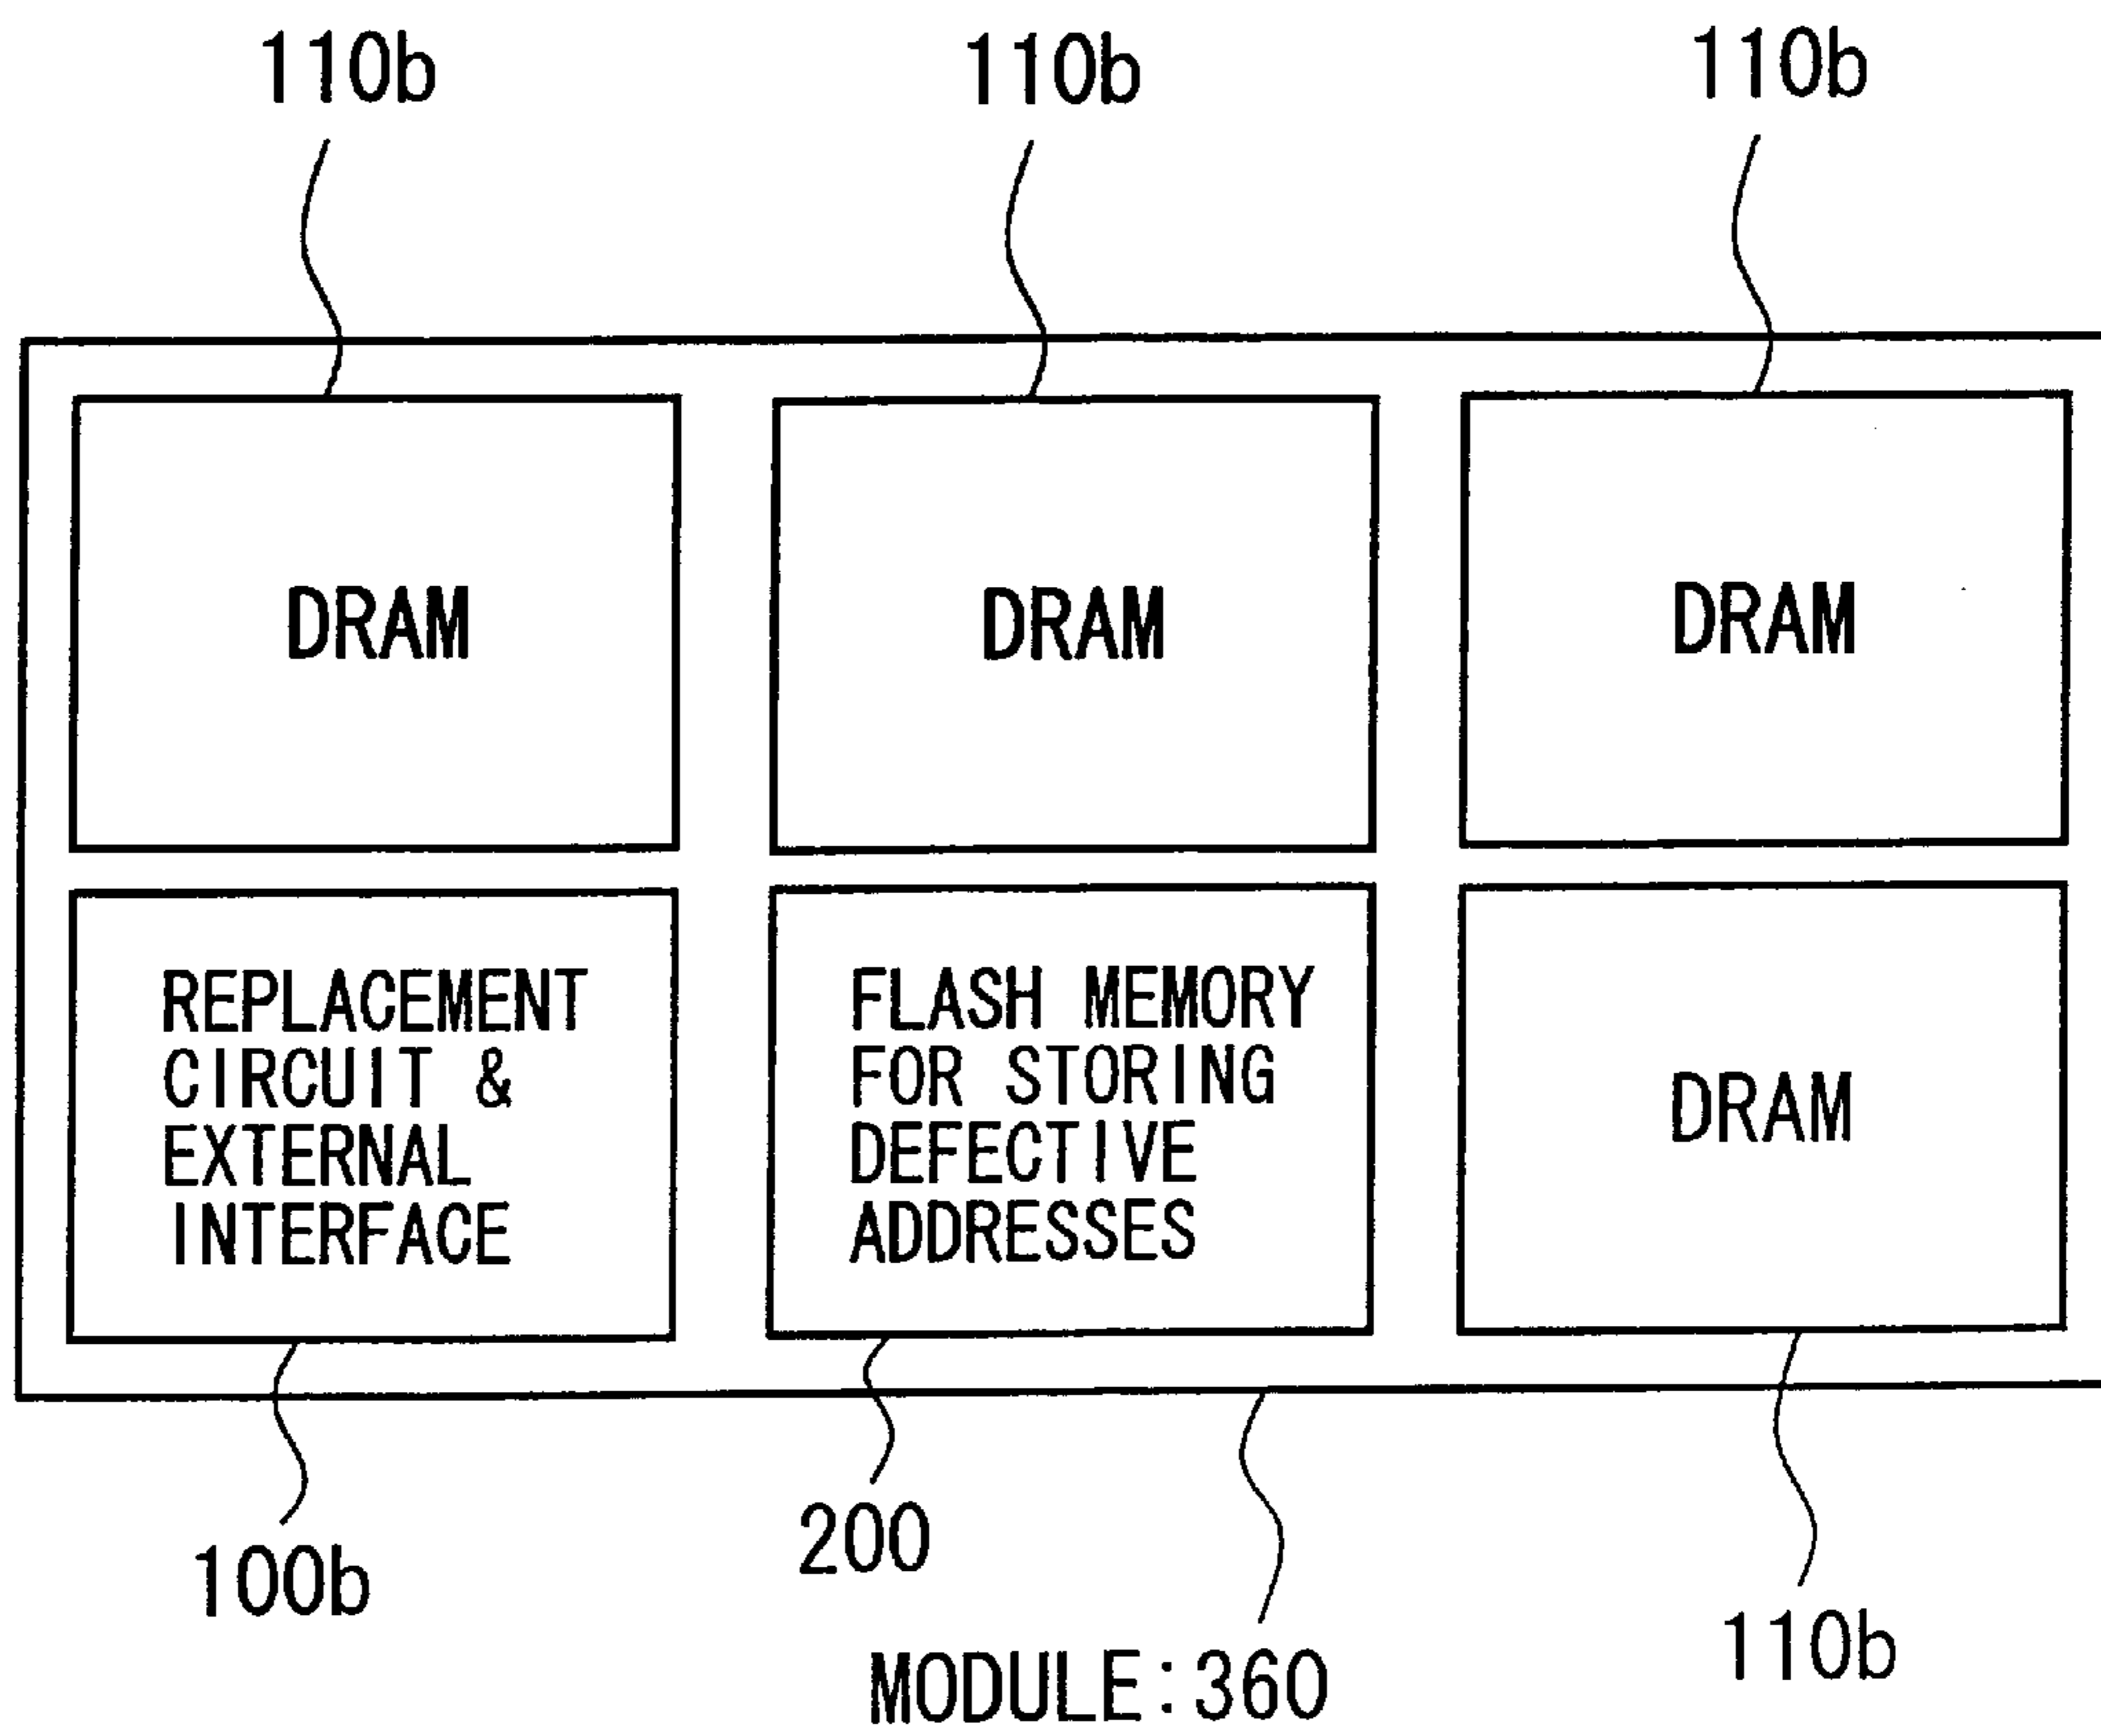 110b
110b
110b
DRAM
DRAM
DRAM
REPLACEMENT
CIRCUIT &
EXTERNAL
INTERFACE
FLASH MEMORY
FOR STORING
DEFECTIVE
ADDRESSES
DRAM
100b
200
MODULE:360
110b